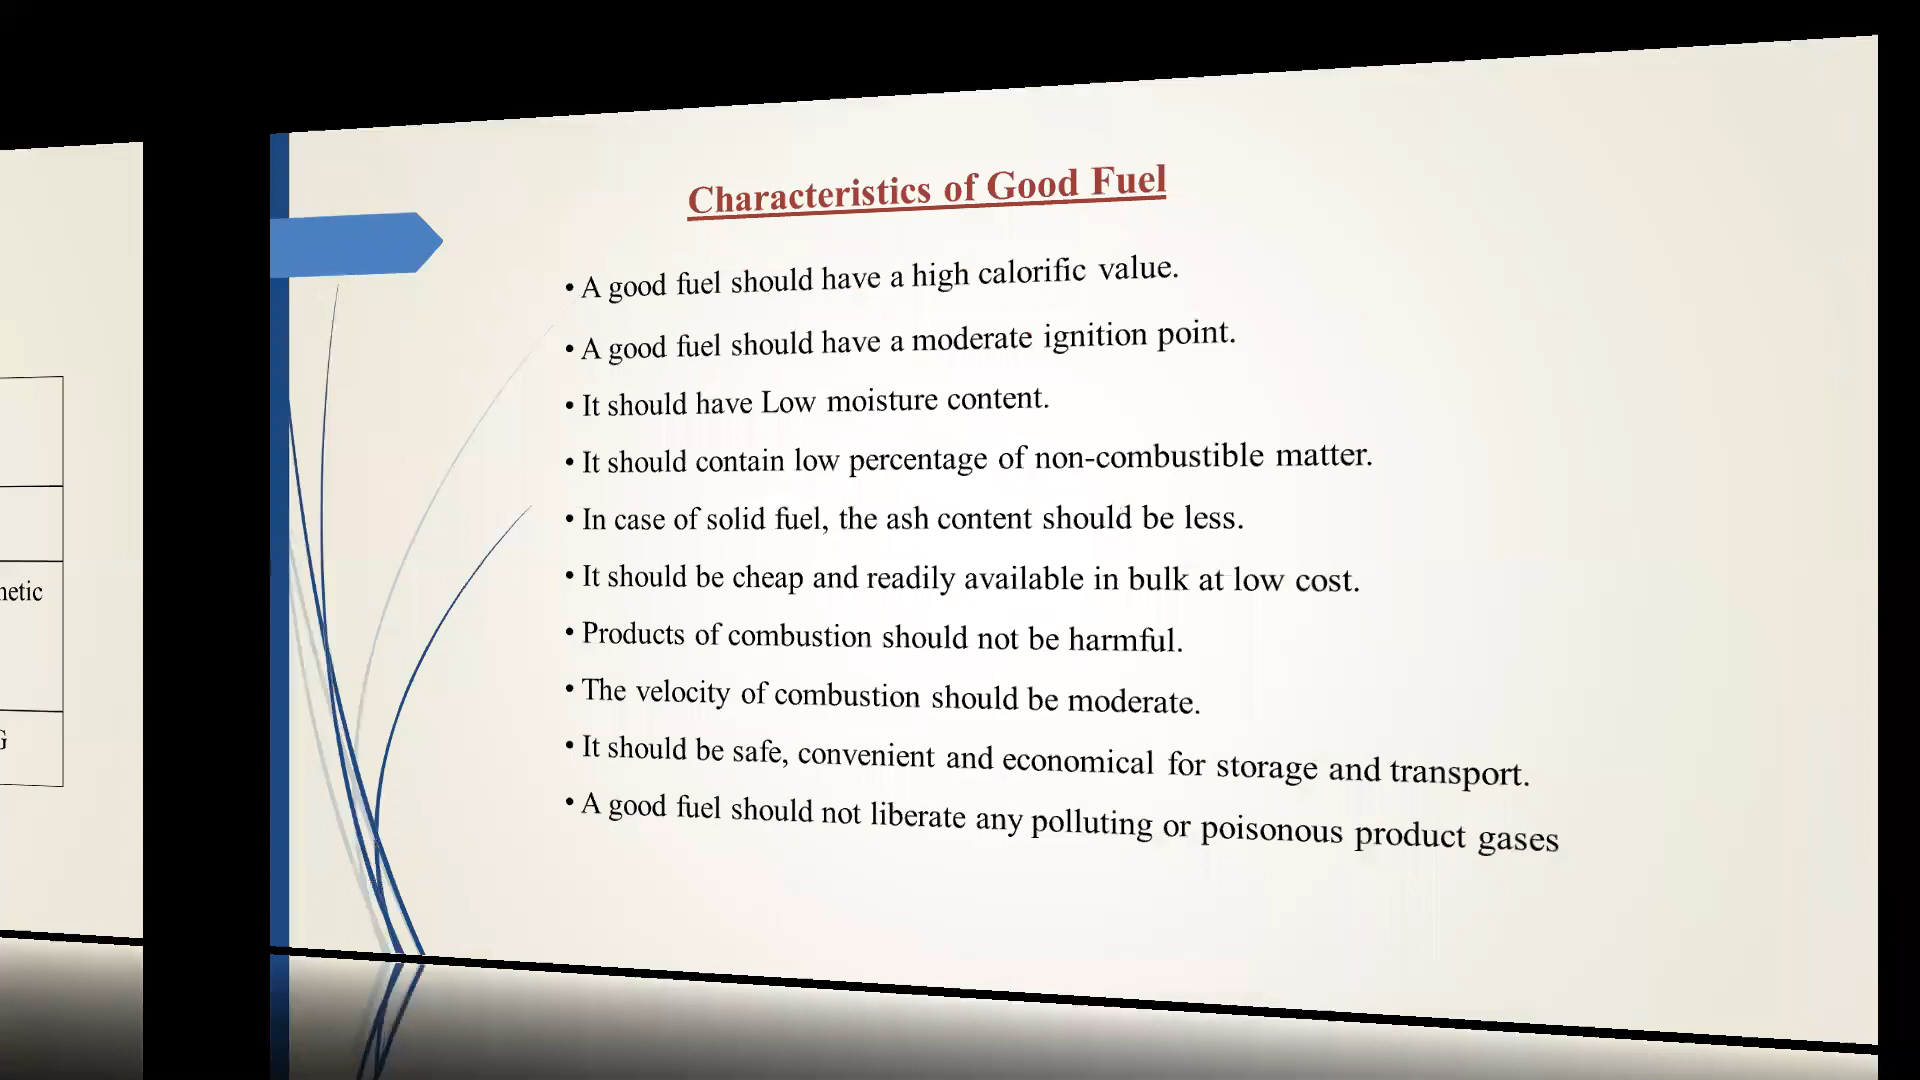 Characteristics of Good Fuel
• A good fuel should have a high calorific value.
• A good fuel should have a moderate ignition point.
• It should have Low moisture content.
• It should contain low percentage of non-combustible matter.
• In case of solid fuel, the ash content should be less.
• It should be cheap and readily available in bulk at low cost.
• Products of combustion should not be harmful.
• The velocity of combustion should be moderate.
• It should be safe, convenient and economical for storage and transport.
• A good fuel should not liberate any polluting or poisonous product gases